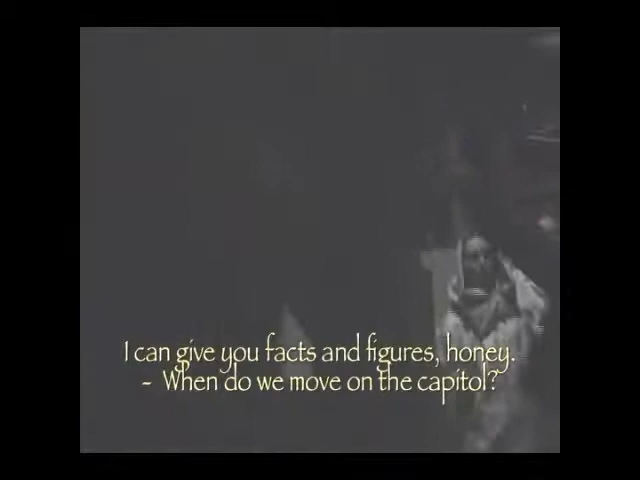 I can give you facts and figures, honey.
- When do we move on the capitol?